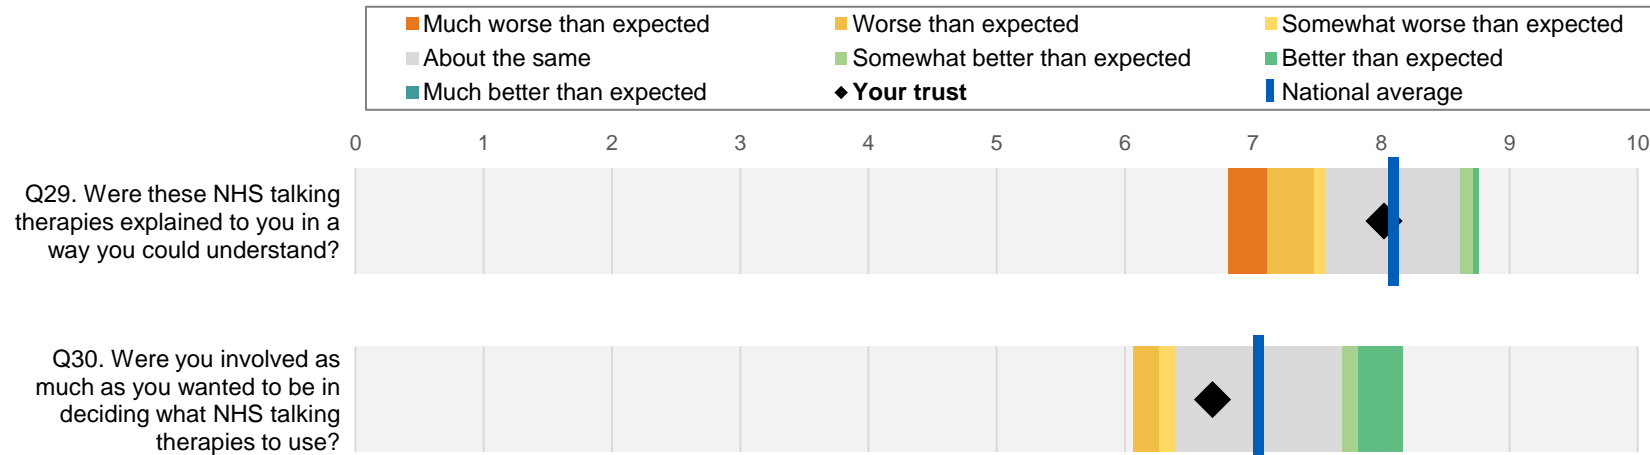 Much worse than expected
Worse than expected
Somewhat worse than expected
About the same
Somewhat better than expected
Better than expected
Much better than expected
Your trust
National average
0 1 2 3 4 5 6 7 8 9 10
Q29. Were these NHS talking
therapies explained to you in a
way you could understand?
Q30. Were you involved as
much as you wanted to be in
deciding what NHS talking
therapies to use?